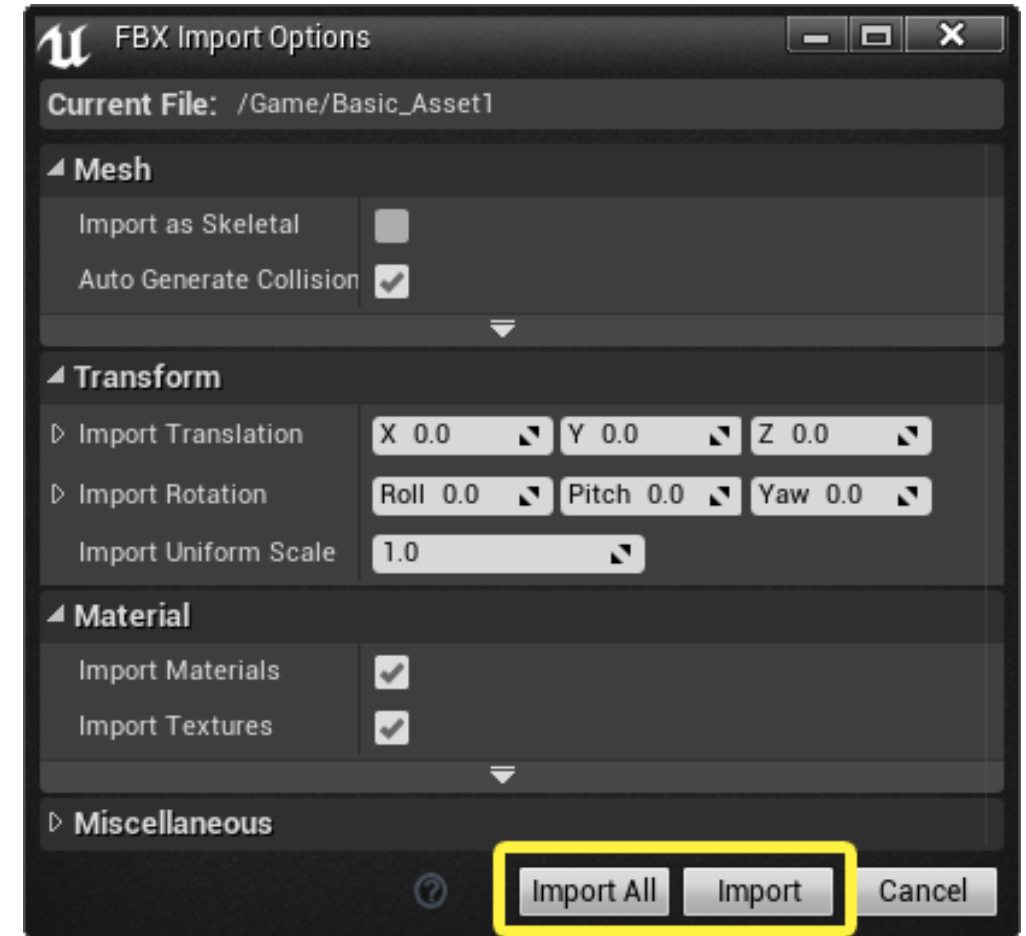 FBX Import Options
Current File: /Game/Basic_Asset1
Mesh
Import as Skeletal
Auto Generate Collision
Transform
Import Translation X 0.0 Y 0.0 Z 0.0
Import Rotation Roll 0.0 Pitch 0.0 Yaw 0.0
Import Uniform Scale 1.0
Material
Import Materials
Import Textures
Miscellaneous
? Import All Import Cancel